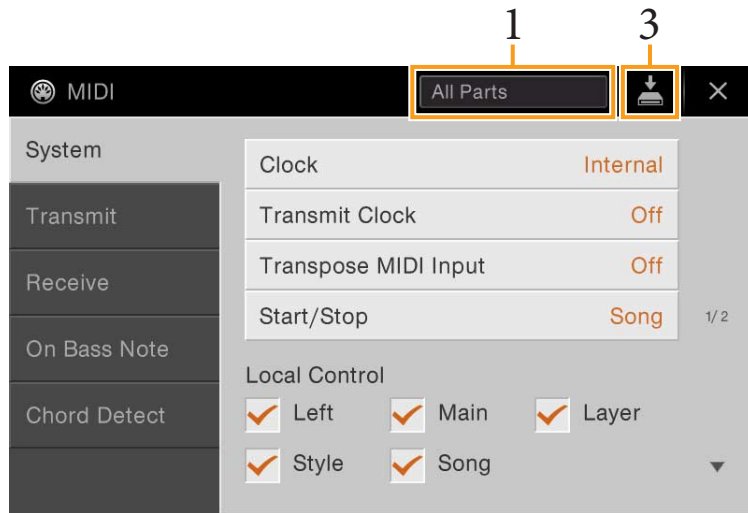 1 3
MIDI All Parts
System
Transmit
Receive
On Bass Note
Chord Detect
Clock Internal
Transmit Clock Off
Transpose MIDI Input Off
Start/Stop Song
1/2
Local Control
Left Main Layer
Style Song